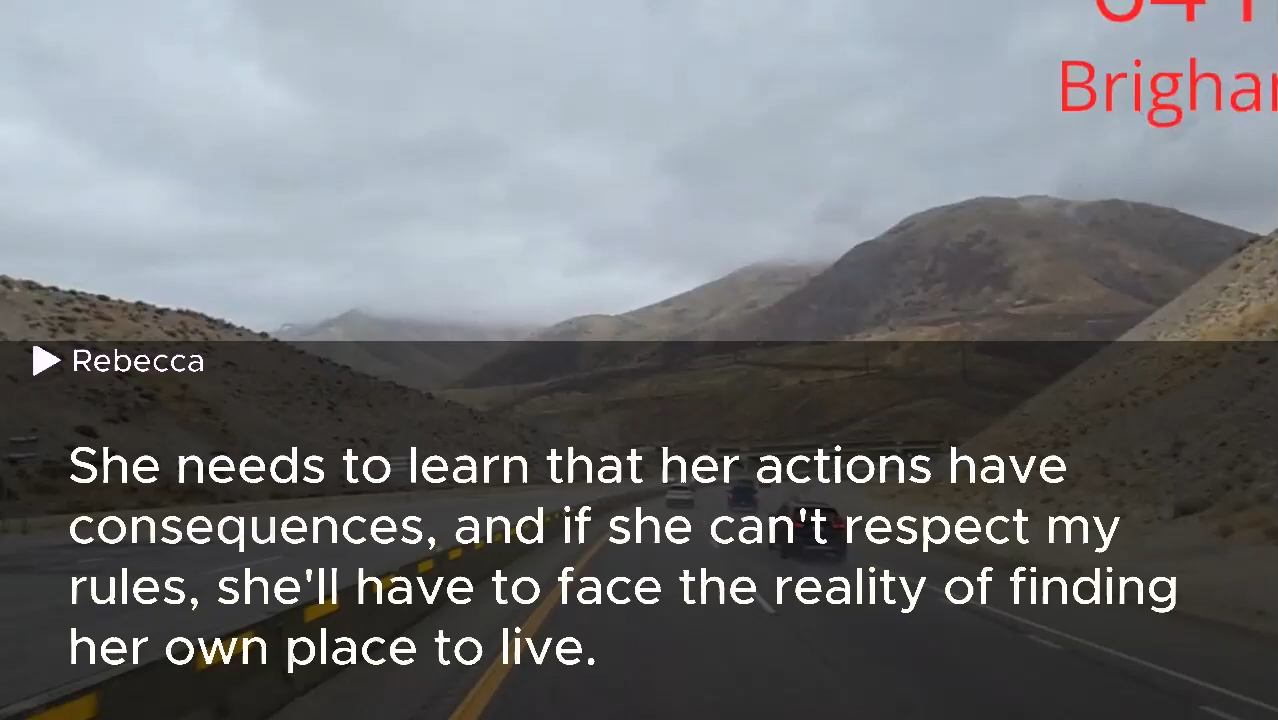 Brigha
Rebecca
She needs to learn that her actions have
consequences, and if she can't respect my
rules, she'll have to face the reality of finding
her own place to live.